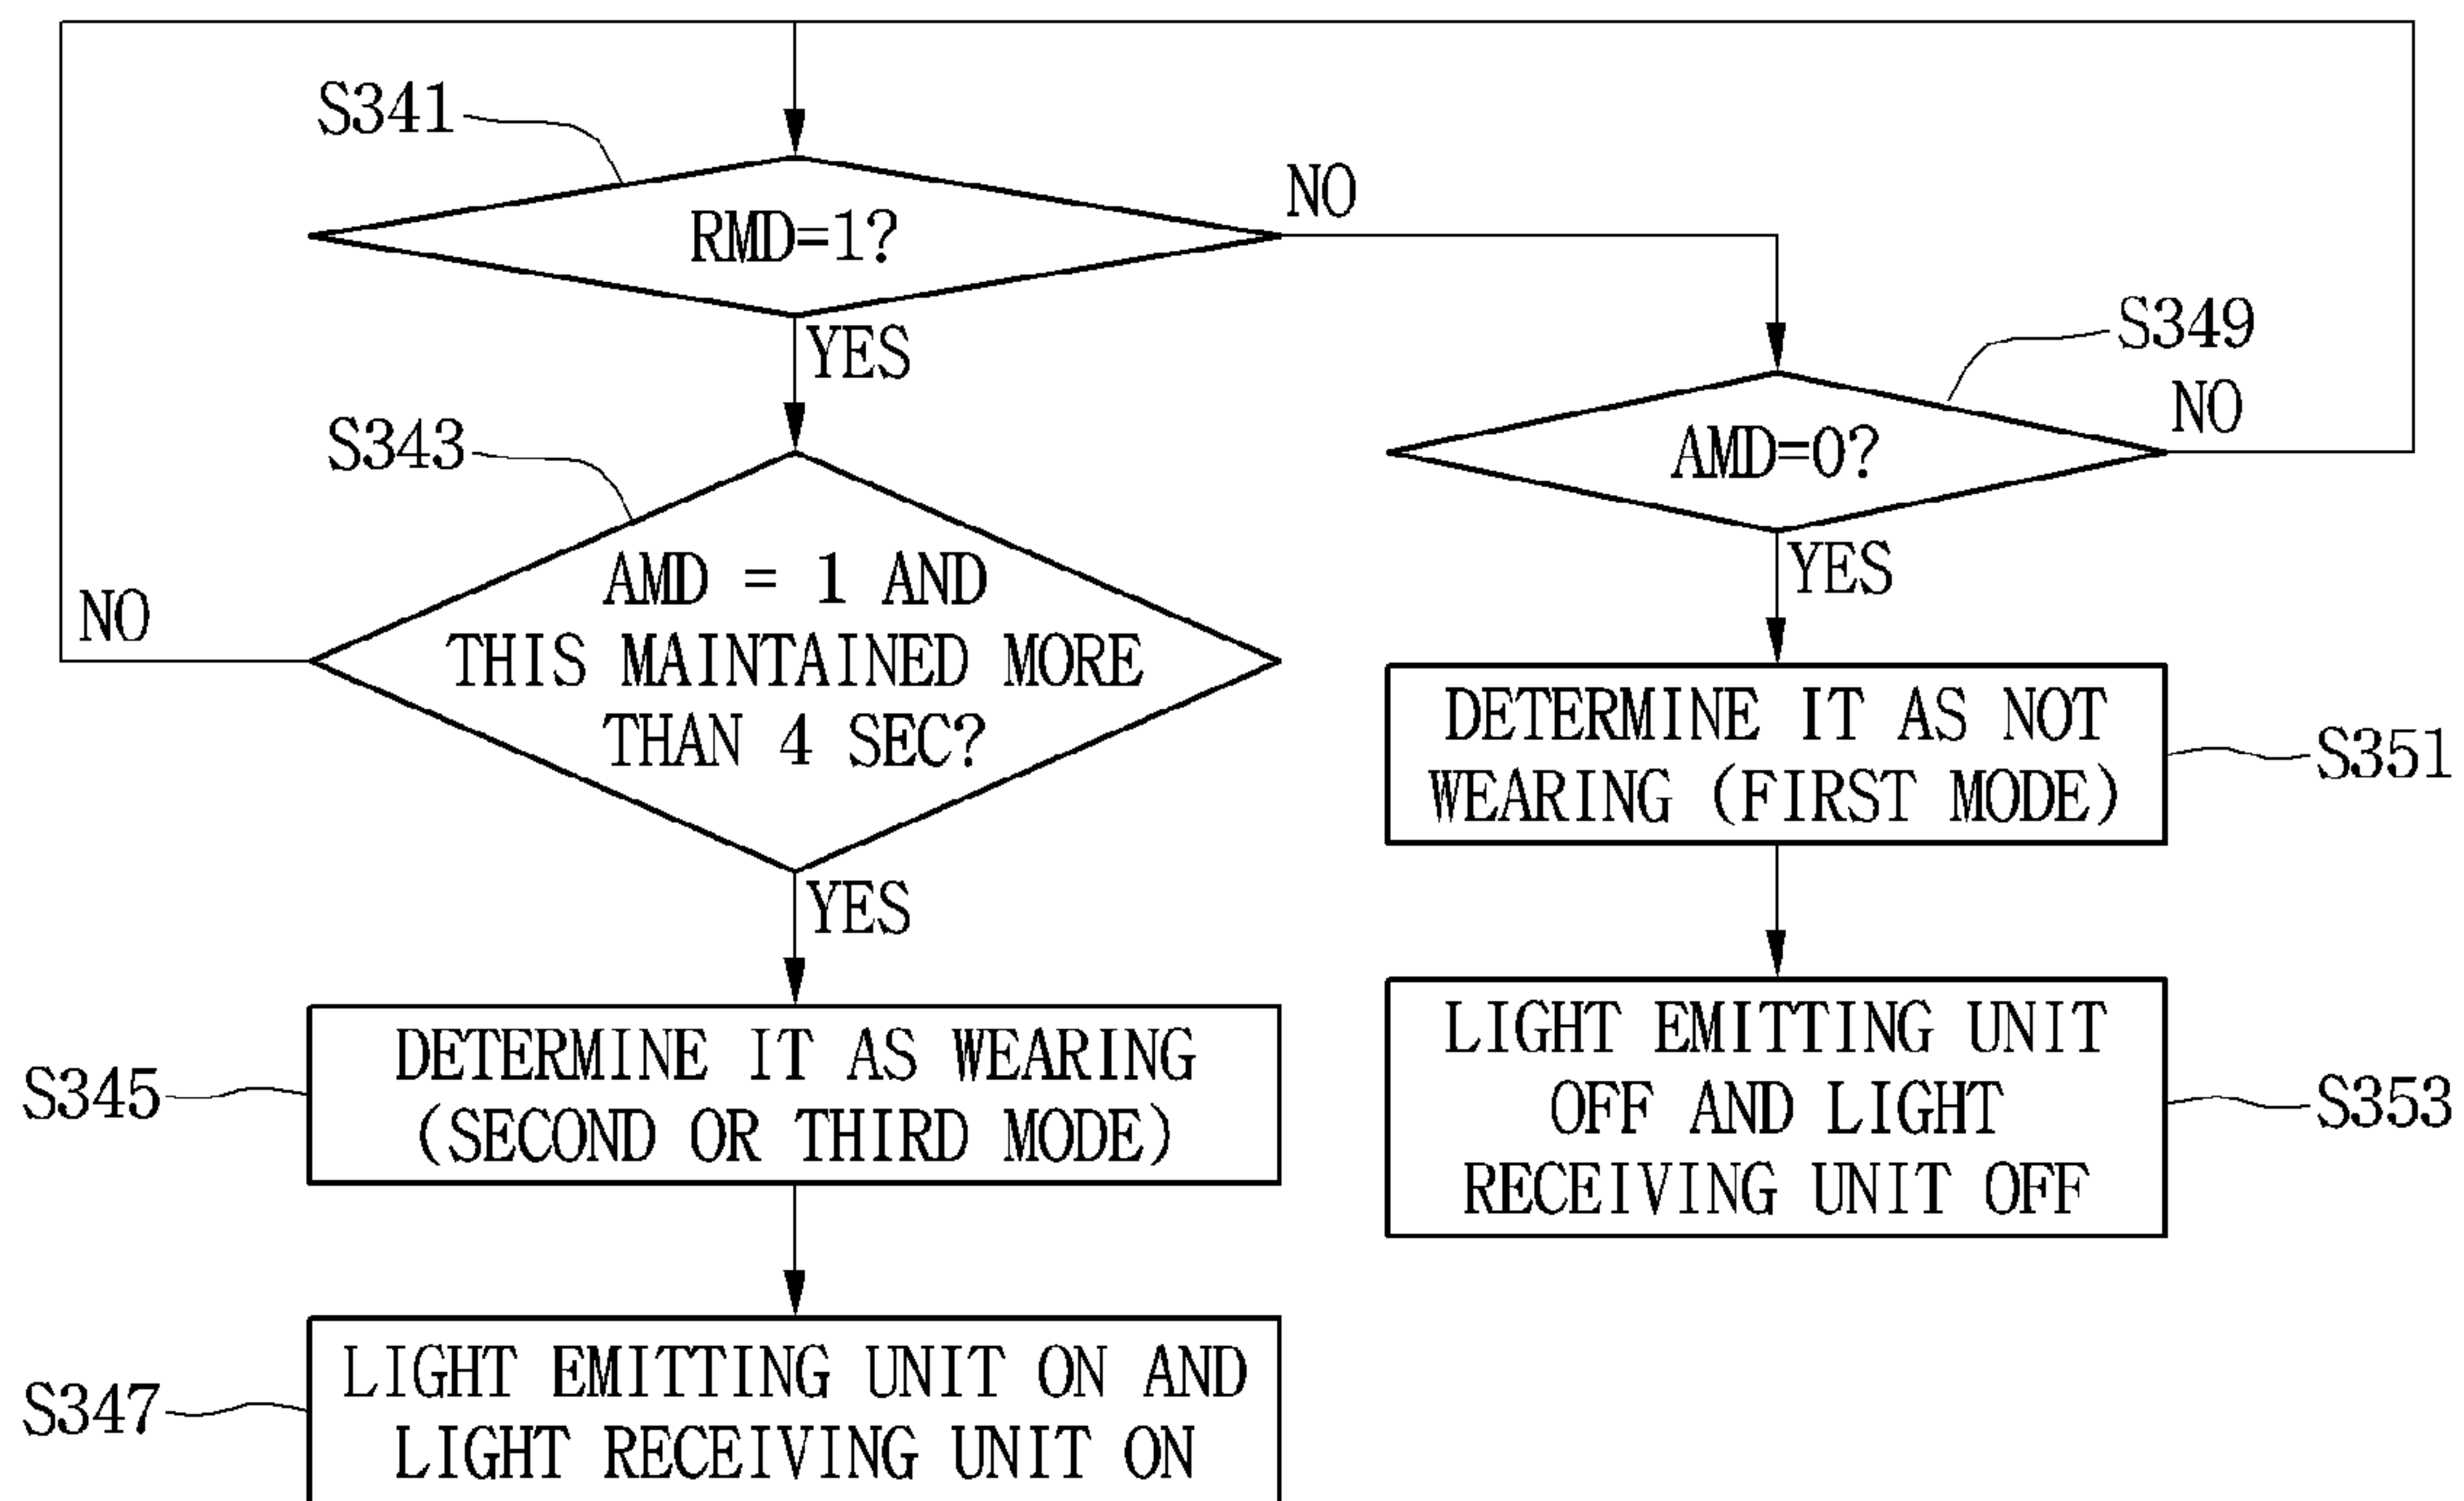 S341
RMD=1?
NO
YES
S343
AMD = 1 AND
THIS MAINTAINED MORE
THAN 4 SEC?
NO
YES
S345
DETERMINE IT AS WEARING
(SECOND OR THIRD MODE)
S347
LIGHT EMITTING UNIT ON AND
LIGHT RECEIVING UNIT ON
S349
AMD=0?
NO
YES
DETERMINE IT AS NOT
WEARING (FIRST MODE)
S351
LIGHT EMITTING UNIT
OFF AND LIGHT
RECEIVING UNIT OFF
S353